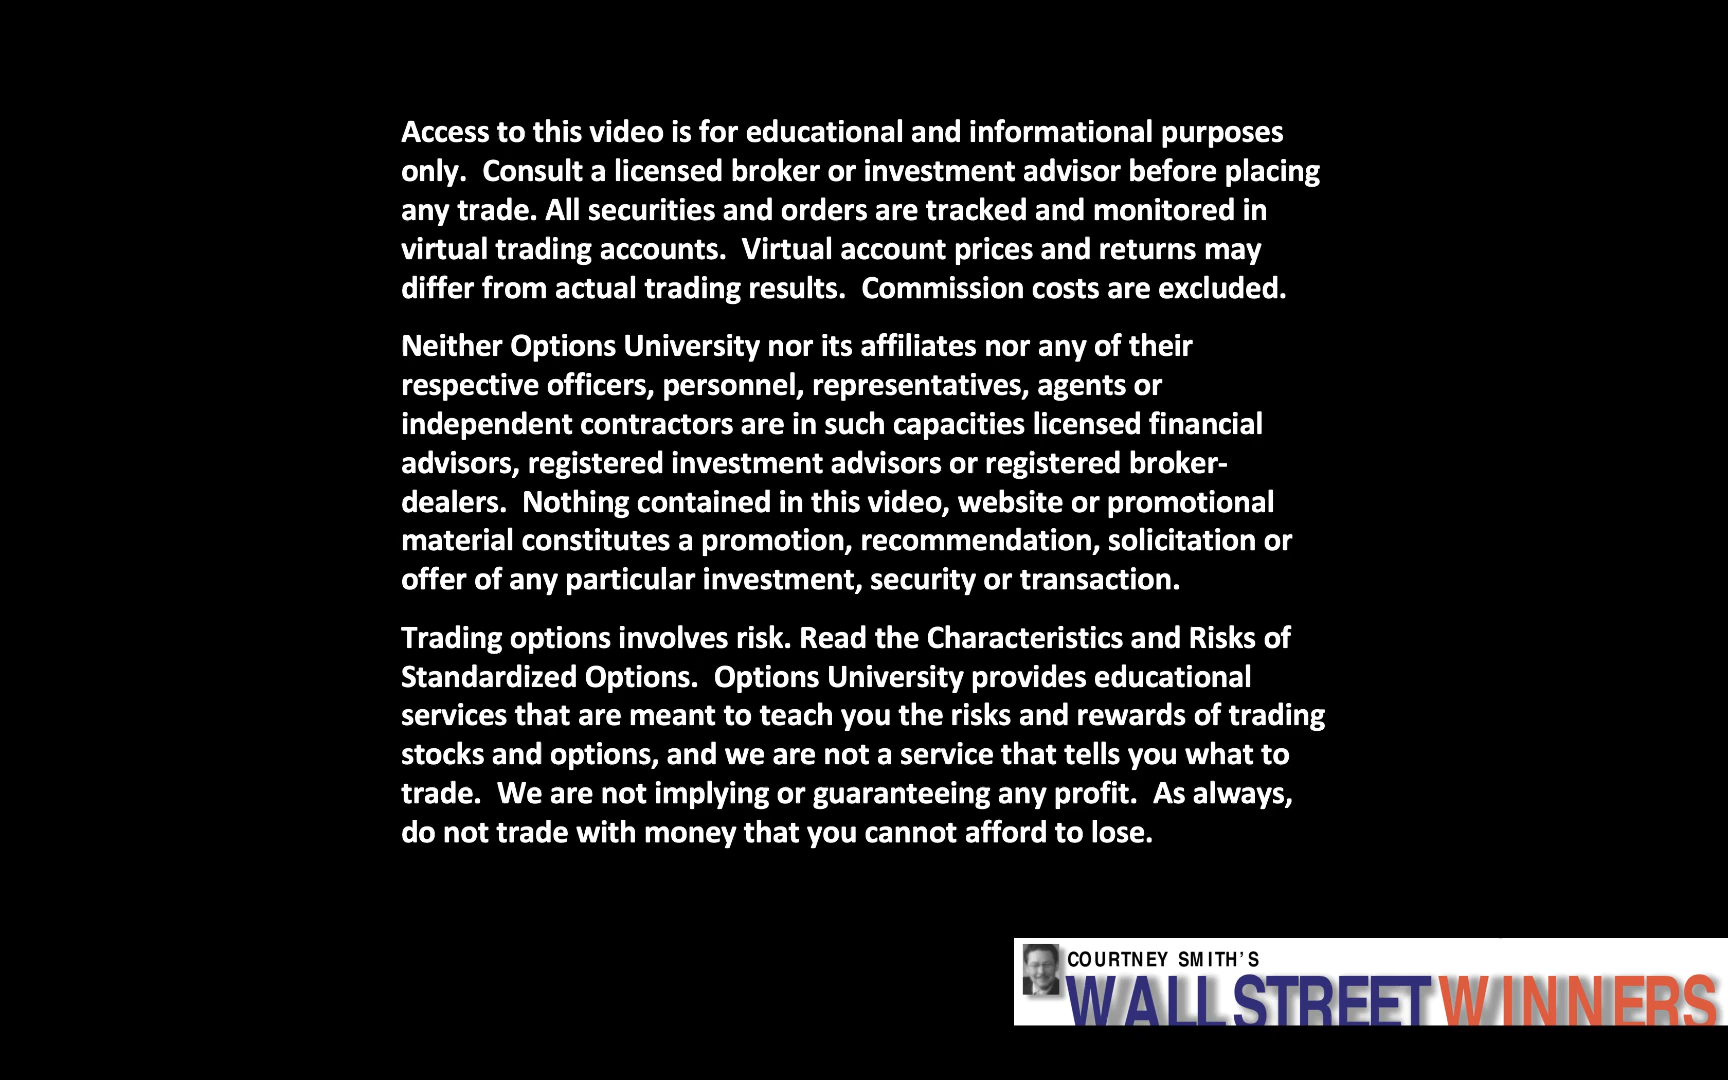 Access to this video is for educational and informational purposes
only.  Consult a licensed broker or investment advisor before placing
any trade. All securities and orders are tracked and monitored in
virtual trading accounts.  Virtual account prices and returns may
differ from actual trading results.  Commission costs are excluded.
Neither Options University nor its affiliates nor any of their
respective officers, personnel, representatives, agents or
independent contractors are in such capacities licensed financial
advisors, registered investment advisors or registered broker-
dealers.  Nothing contained in this video, website or promotional
material constitutes a promotion, recommendation, solicitation or
offer of any particular investment, security or transaction.
Trading options involves risk. Read the Characteristics and Risks of
Standardized Options.  Options University provides educational
services that are meant to teach you the risks and rewards of trading
stocks and options, and we are not a service that tells you what to
trade.  We are not implying or guaranteeing any profit.  As always,
do not trade with money that you cannot afford to lose.
COURTNEY SMITH'S
WALL STREET WINNERS